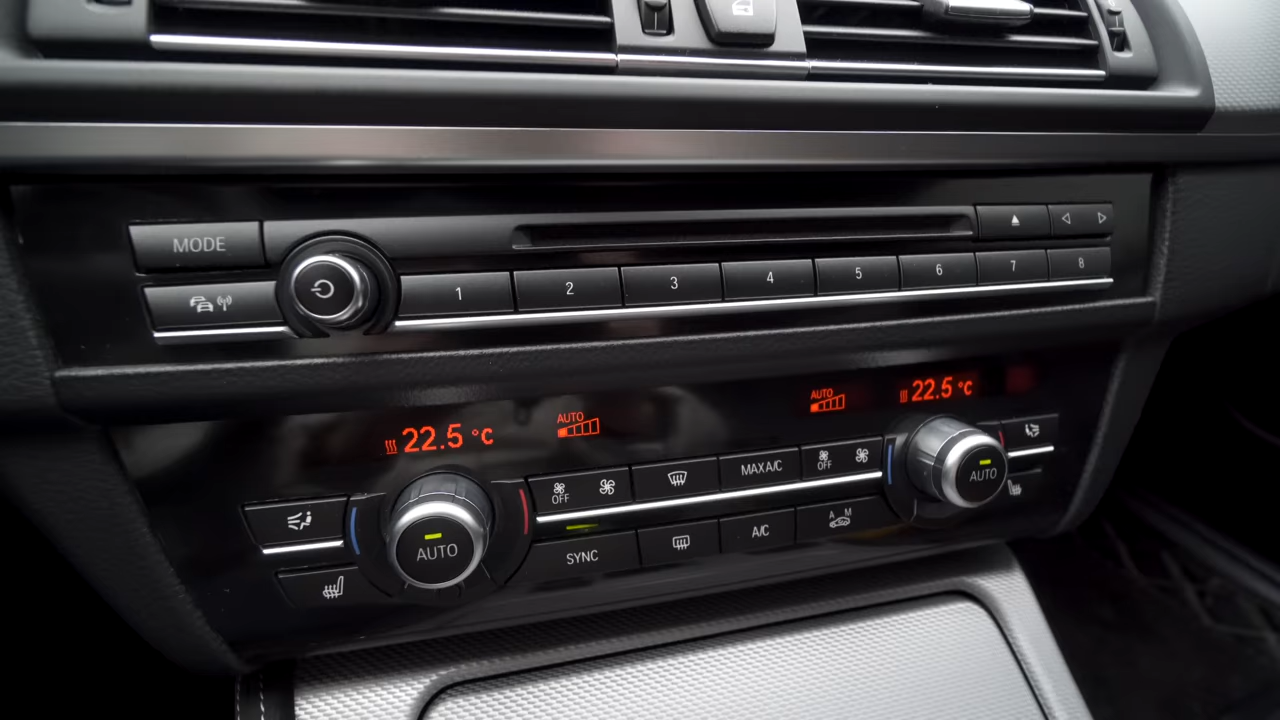 MODE
1 2 3 4 5 6 7 8
22.5 °C
AUTO
AUTO
22.5 °C
OFF
MAX A/C
OFF
AUTO
AUTO
SYNC
A/C
A M